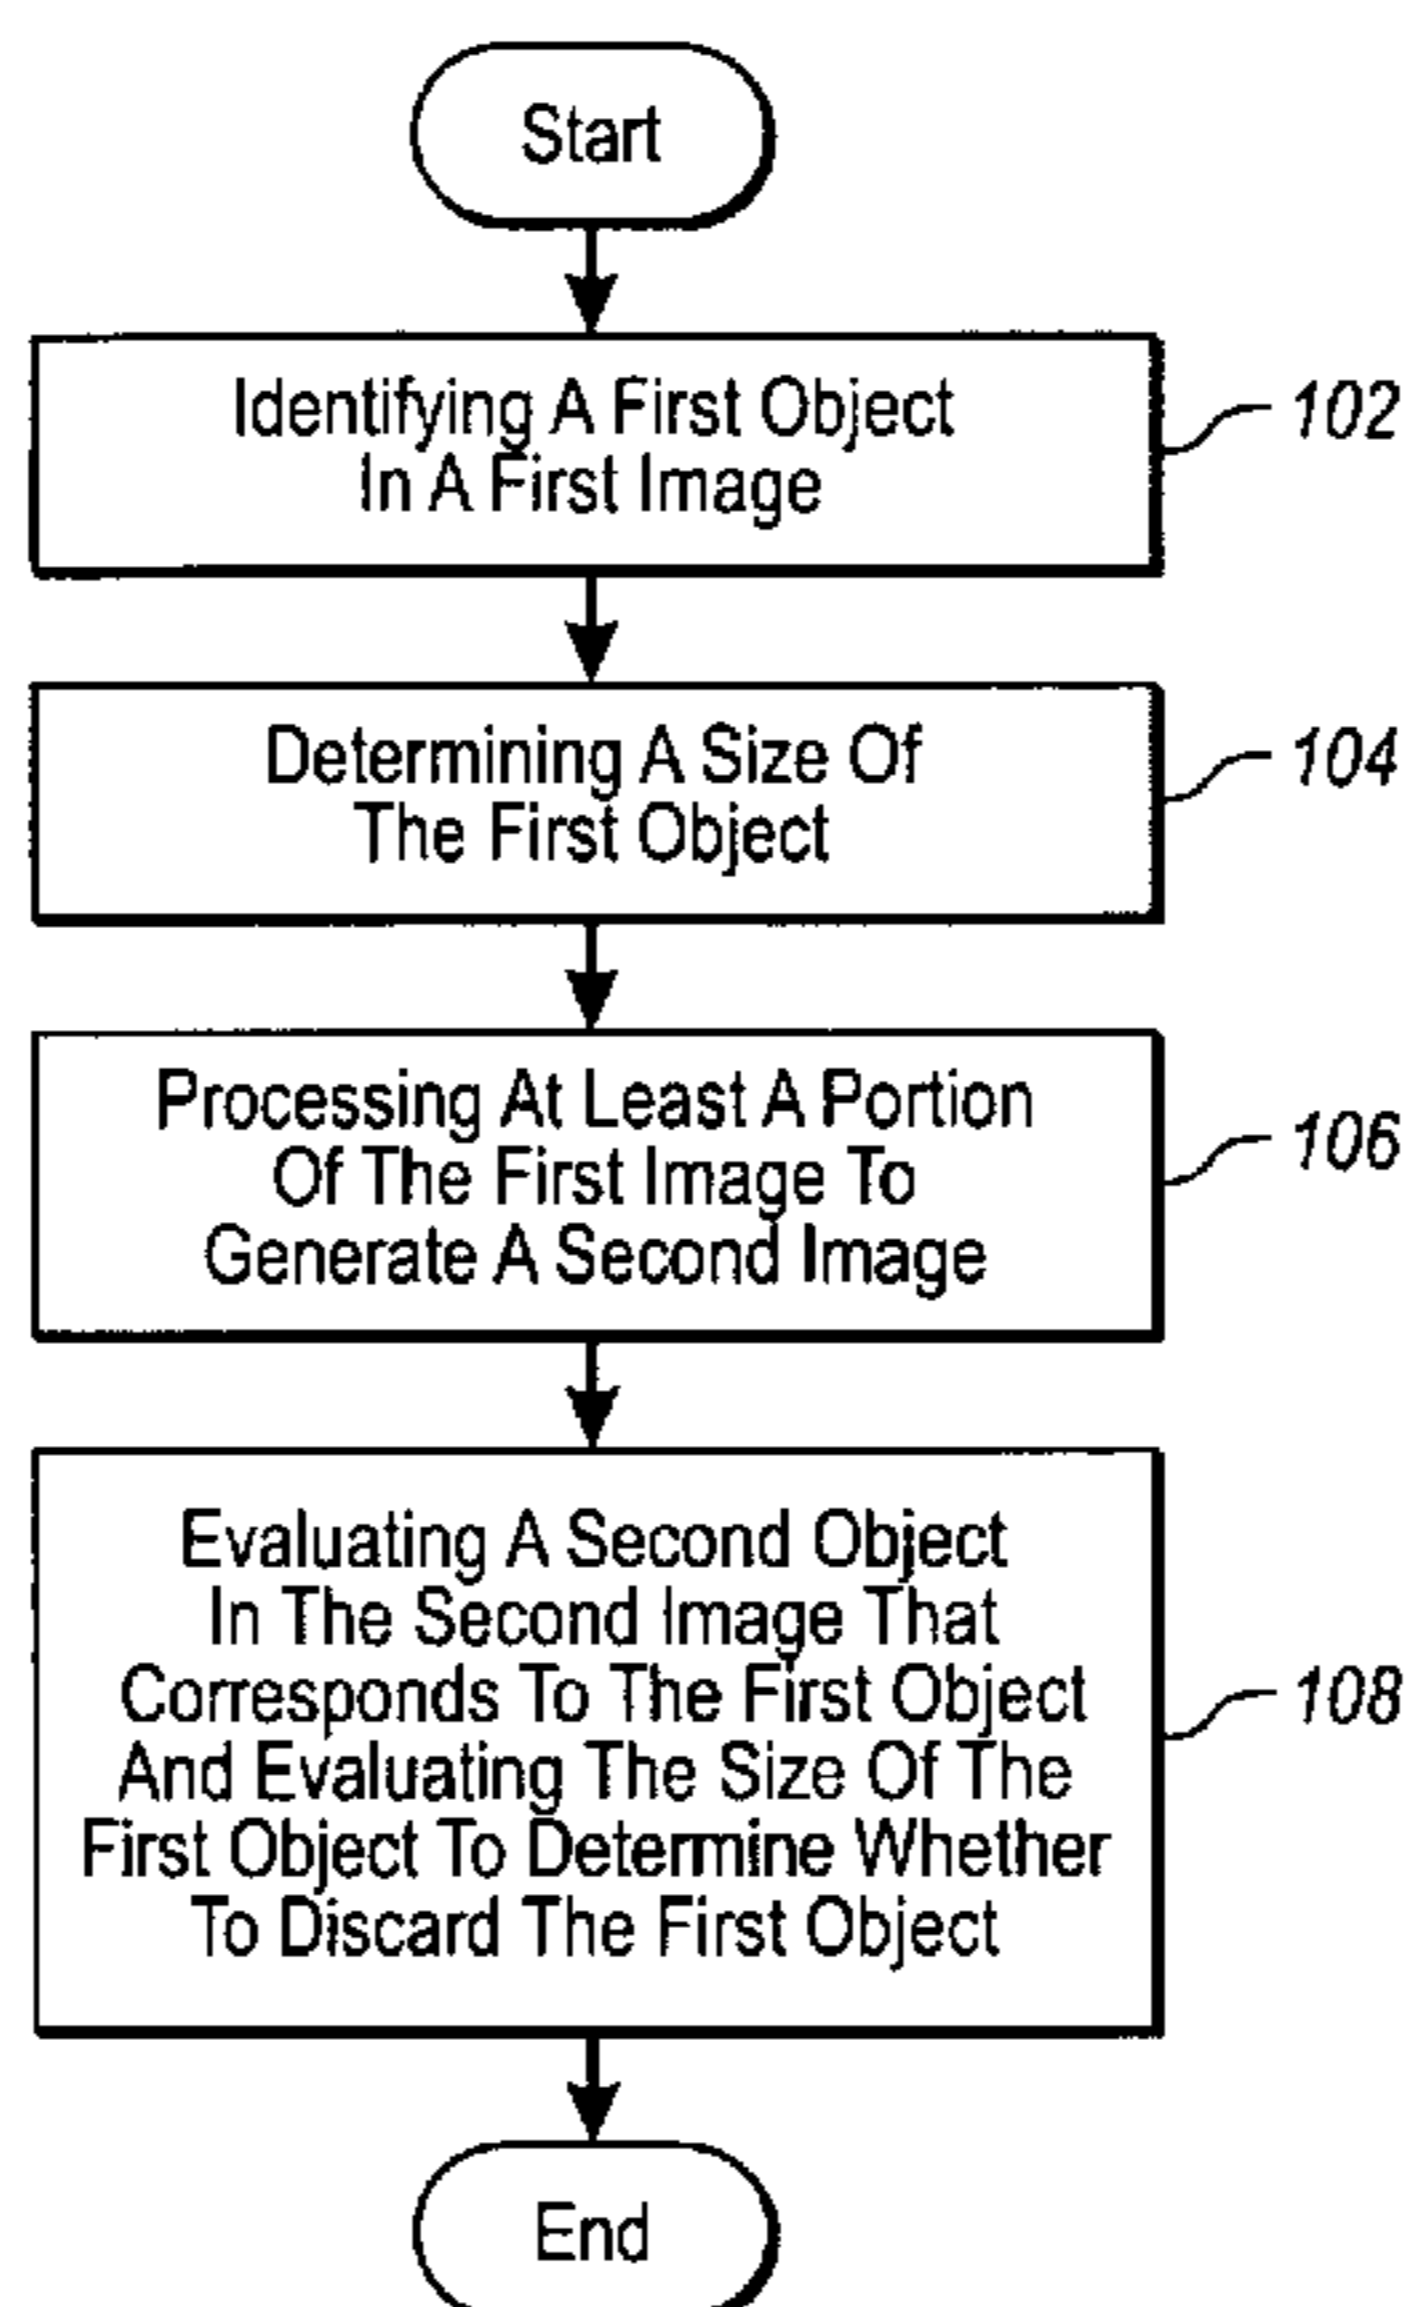 Start
Identifying A First Object
In A First Image
102
Determining A Size Of
The First Object
104
Processing At Least A Portion
Of The First Image To
Generate A Second Image
106
Evaluating A Second Object
In The Second Image That
Corresponds To The First Object
And Evaluating The Size Of The
First Object To Determine Whether
To Discard The First Object
108
End